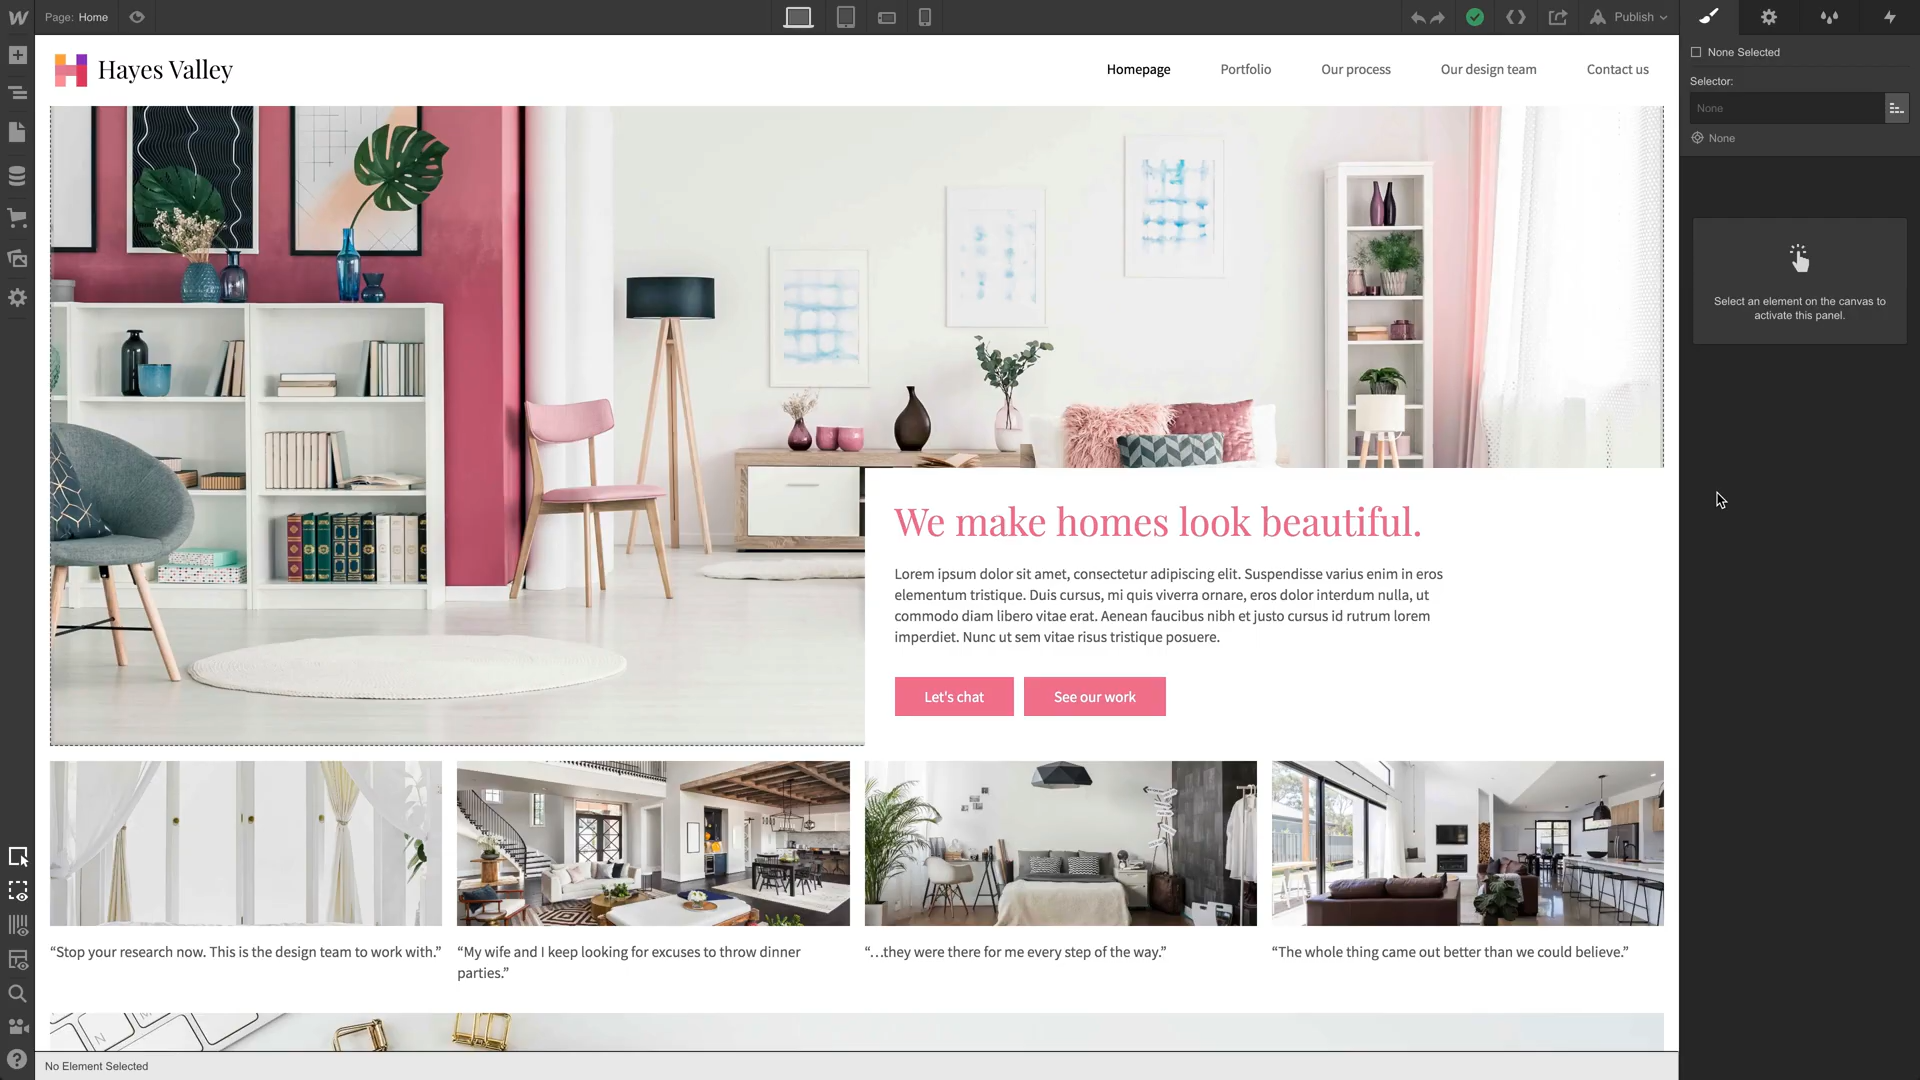 Page: Home
Publish
None Selected
Selector:
None
None
Select an element on the canvas to
activate this panel.
Hayes Valley
Homepage
Portfolio
Our process
Our design team
Contact us
We make homes look beautiful.
Lorem ipsum dolor sit amet, consectetur adipiscing elit. Suspendisse varius enim in eros
elementum tristique. Duis cursus, mi quis viverra ornare, eros dolor interdum nulla, ut
commodo diam libero vitae erat. Aenean faucibus nibh et justo cursus id rutrum lorem
imperdiet. Nunc ut sem vitae risus tristique posuere.
Let's chat
See our work
“Stop your research now. This is the design team to work with.”
“My wife and I keep looking for excuses to throw dinner
parties.”
“…they were there for me every step of the way.”
“The whole thing came out better than we could believe.”
N
M
No Element Selected